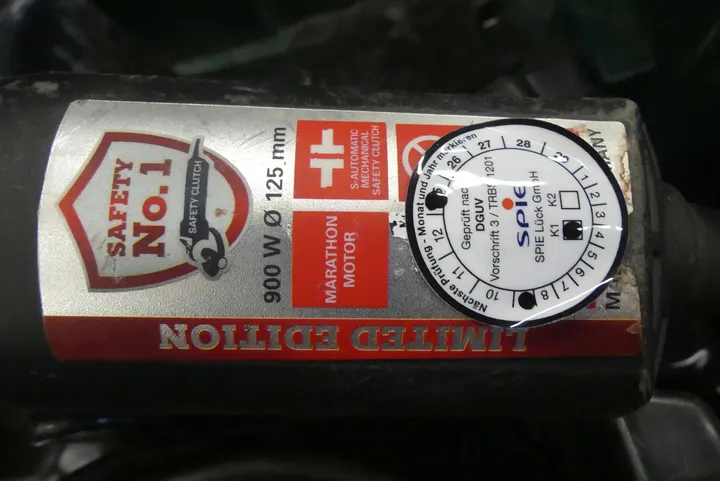 SAFETY
No.1
SAFETY CLUTCH
900 W Ø 125 mm
S-AUTOMATIC
MECHANICAL
SAFETY CLUTCH
MARATHON
MOTOR
LIMITED EDITION
Nächste Prüfung - Monat und Jahr markieren
26 27 28
1 2 3 4 5 6 7 8 10 11 12
Geprüft nach
DGUV
Vorschrift 3 / TRBS 1201
SPIE
SPIE Lück GmbH
K1 K2